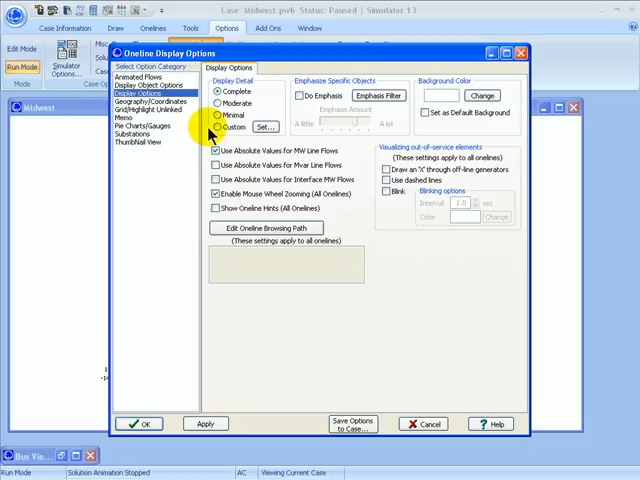 Case: Midwest.pwb Status: Paused | Simulator 13
Case Information Draw Onelines Tools Options Add Ons Window
Edit Mode
Run Mode
Mode
Simulator
Options...
Midwest
Oneline Display Options
Select Option Category
Animated Flows
Display Object Options
Display Options
Geography/Coordinates
Grid/Highlight Unlinked
Memo
Pie Charts/Gauges
Substations
ThumbNail View
Display Options
Display Detail
Complete
Moderate
Minimal
Custom Set...
Emphasize Specific Objects
Do Emphasis Emphasis Filter
Emphasis Amount
A little A lot
Background Color
Change
Set as Default Background
Use Absolute Values for MW Line Flows
Use Absolute Values for Mvar Line Flows
Use Absolute Values for Interface MW Flows
Enable Mouse Wheel Zooming (All Onelines)
Show Oneline Hints (All Onelines)
Edit Oneline Browsing Path
(These settings apply to all onelines)
Visualizing out-of-service elements
(These settings apply to all onelines)
Draw an 'X' through off-line generators
Use dashed lines
Blink
Blinking options
Interval 1.0 sec
Color Change
OK
Apply
Save Options
to Case...
Cancel
Help
Bus Vie...
Run Mode Solution Animation Stopped AC Viewing Current Case